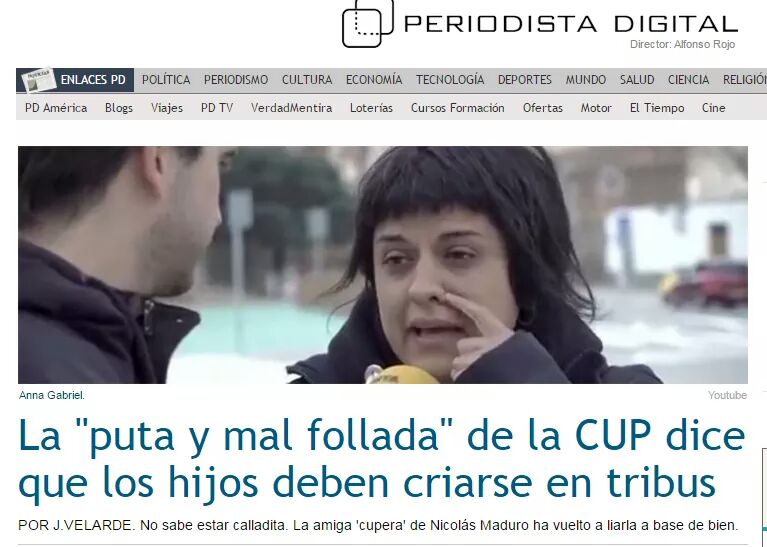 PERIODISTA DIGITAL
Director: Alfonso Rojo
ENLACES PD POLÍTICA PERIODISMO CULTURA ECONOMÍA TECNOLOGÍA DEPORTES MUNDO SALUD CIENCIA RELIGIÓN
PD América Blogs Viajes PD TV VerdadMentira Loterías Cursos Formación Ofertas Motor El Tiempo Cine
Anna Gabriel.
Youtube
La "puta y mal follada" de la CUP dice
que los hijos deben criarse en tribus
POR J.VELARDE. No sabe estar calladita. La amiga 'cupera' de Nicolás Maduro ha vuelto a liarla a base de bien.